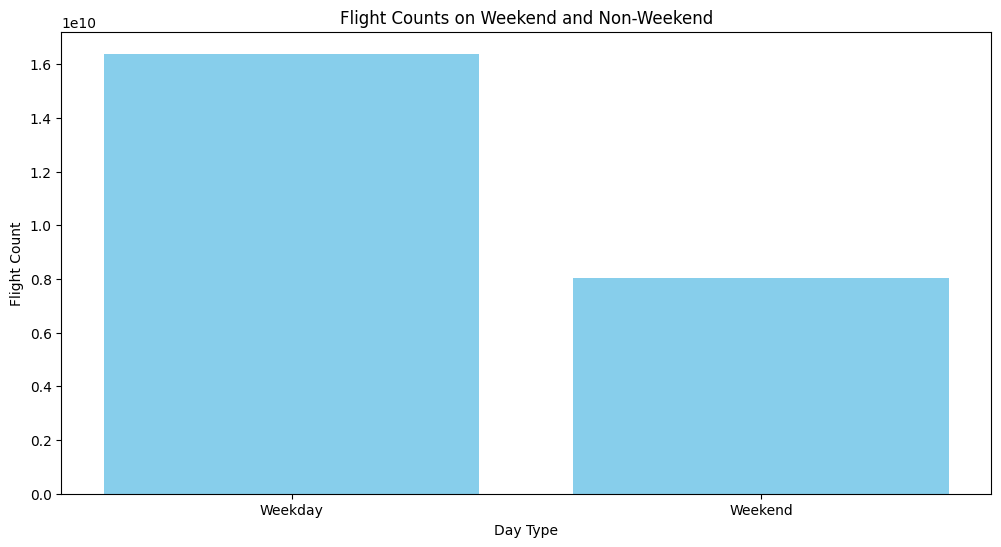 Flight Counts on Weekend and Non-Weekend
1e10
1.6
1.4
1.2
1.0
0.8
0.6
0.4
0.2
0.0
Flight Count
Weekday Weekend
Day Type